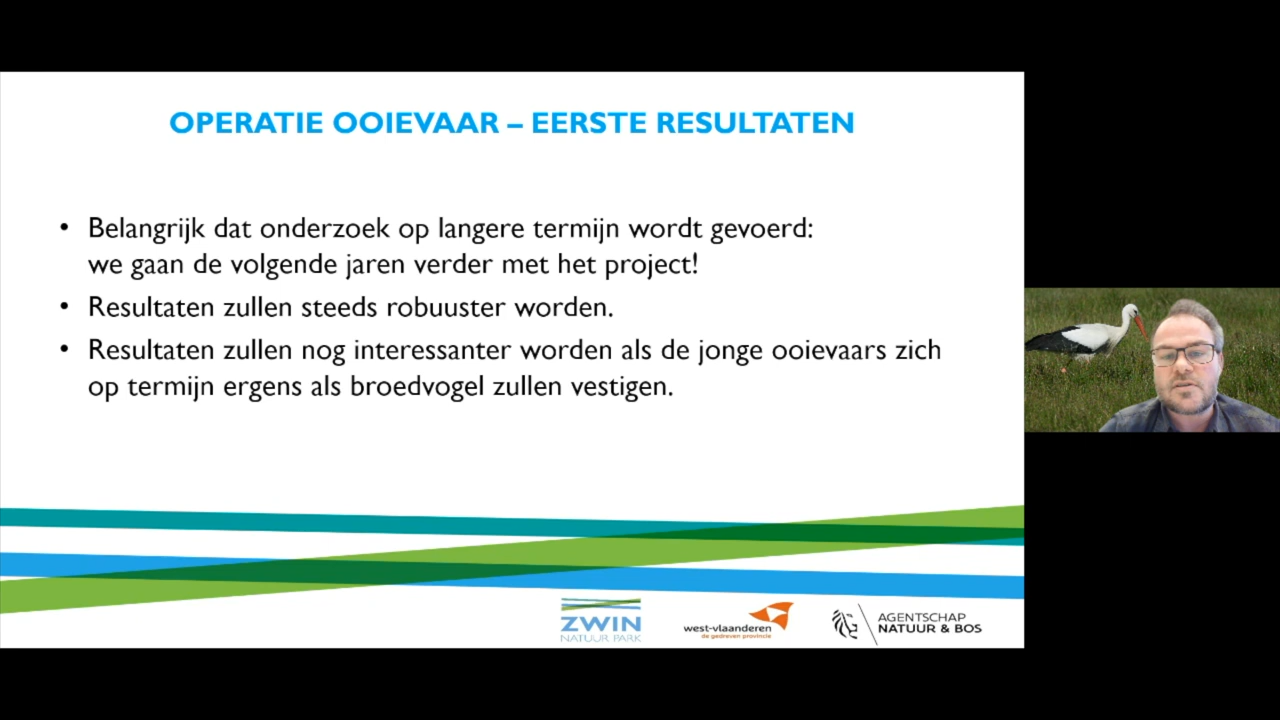 OPERATIE OOIEVAAR – EERSTE RESULTATEN
• Belangrijk dat onderzoek op langere termijn wordt gevoerd:
we gaan de volgende jaren verder met het project!
• Resultaten zullen steeds robuuster worden.
• Resultaten zullen nog interessanter worden als de jonge ooievaars zich
op termijn ergens als broedvogel zullen vestigen.
ZWIN
NATUUR PARK
west-vlaanderen
de gedreven provincie
AGENTSCHAP
NATUUR & BOS